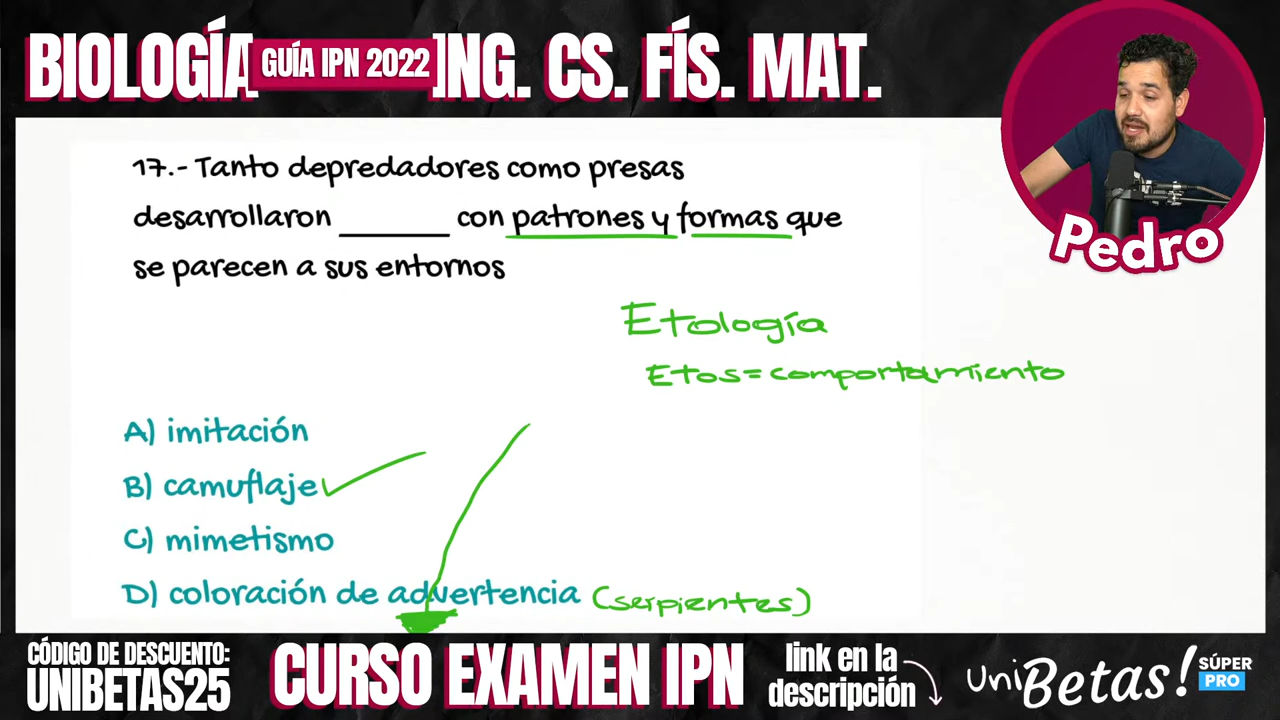 BIOLOGÍA GUÍA IPN 2022 ING. CS. FÍS. MAT.
17.- Tanto depredadores como presas
desarrollaron ________ con patrones y formas que
se parecen a sus entornos
Pedro
Etología
Etos = comportamiento
A) imitación
B) camuflaje
C) mimetismo
D) coloración de advertencia (serpientes)
CÓDIGO DE DESCUENTO:
UNIBETAS25
CURSO EXAMEN IPN
link en la
descripción
UniBetas!
SÚPER
PRO